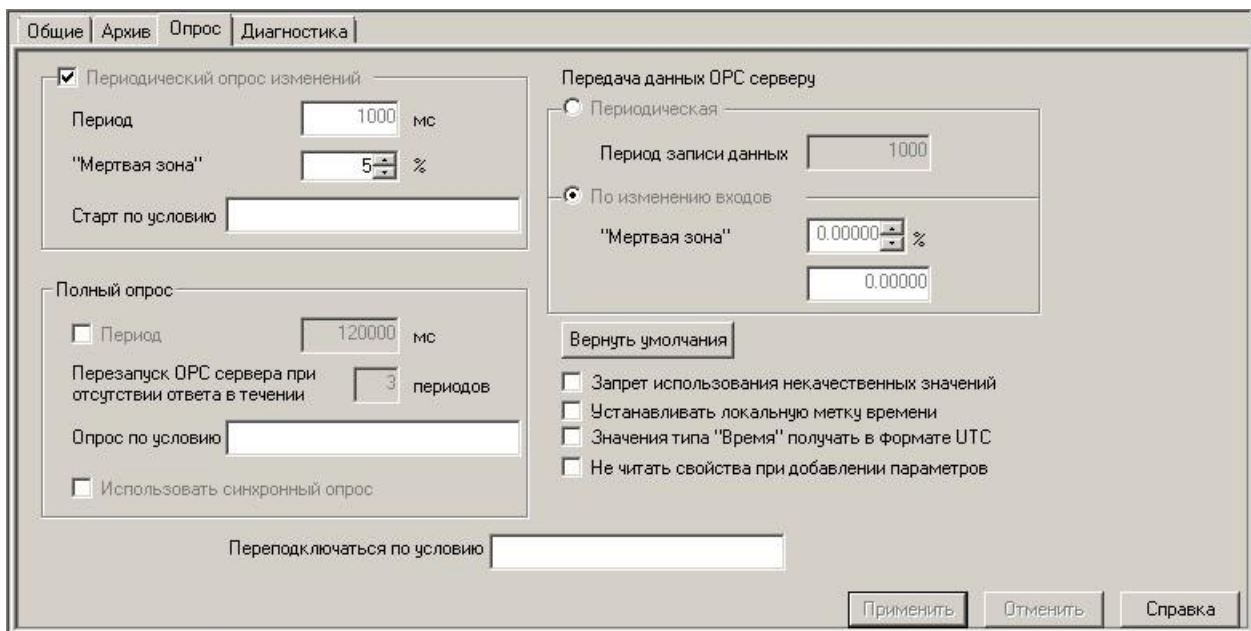 Общие Архив Опрос Диагностика
Периодический опрос изменений
Период 1000 мс
"Мертвая зона" 5 %
Старт по условию
Полный опрос
Период 120000 мс
Перезапуск OPC сервера при
отсутствии ответа в течении 3 периодов
Опрос по условию
Использовать синхронный опрос
Передача данных OPC серверу
Периодическая
Период записи данных 1000
По изменению входов
"Мертвая зона" 0.00000 %
0.00000
Вернуть умолчания
Запрет использования некачественных значений
Устанавливать локальную метку времени
Значения типа "Время" получать в формате UTC
Не читать свойства при добавлении параметров
Переподключаться по условию
Применить Отменить Справка